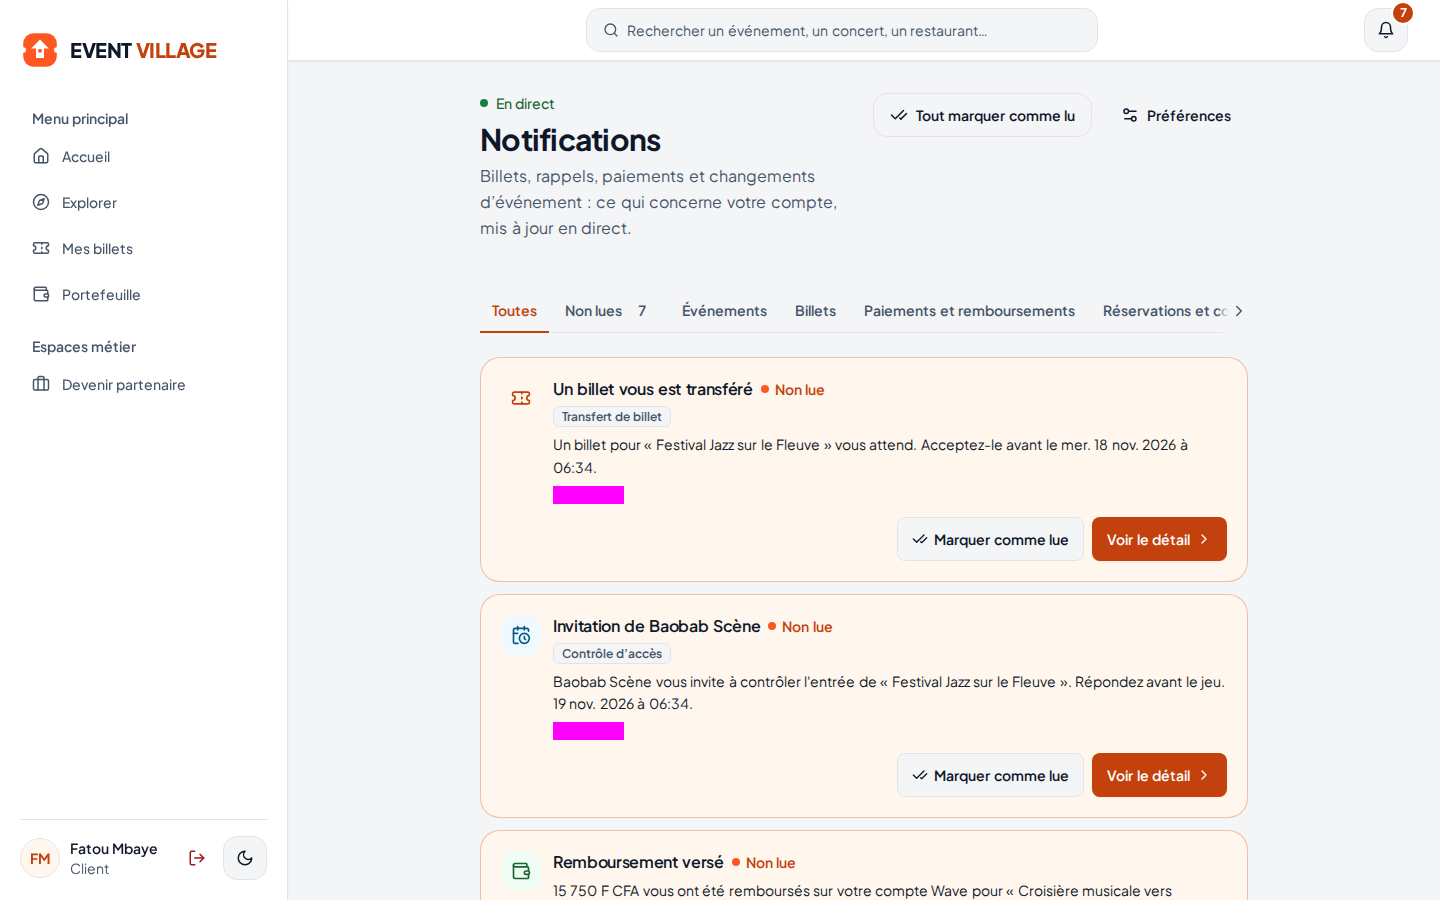 EVENT VILLAGE
Menu principal
Accueil
Explorer
Mes billets
Portefeuille
Espaces métier
Devenir partenaire
FM
Fatou Mbaye
Client
Rechercher un événement, un concert, un restaurant…
7
En direct
Notifications
Billets, rappels, paiements et changements
d’événement : ce qui concerne votre compte,
mis à jour en direct.
Tout marquer comme lu
Préférences
Toutes
Non lues 7
Événements
Billets
Paiements et remboursements
Réservations et co
Un billet vous est transféré
Non lue
Transfert de billet
Un billet pour « Festival Jazz sur le Fleuve » vous attend. Acceptez-le avant le mer. 18 nov. 2026 à
06:34.
Marquer comme lue
Voir le détail
Invitation de Baobab Scène
Non lue
Contrôle d’accès
Baobab Scène vous invite à contrôler l'entrée de « Festival Jazz sur le Fleuve ». Répondez avant le jeu.
19 nov. 2026 à 06:34.
Marquer comme lue
Voir le détail
Remboursement versé
Non lue
15 750 F CFA vous ont été remboursés sur votre compte Wave pour « Croisière musicale vers